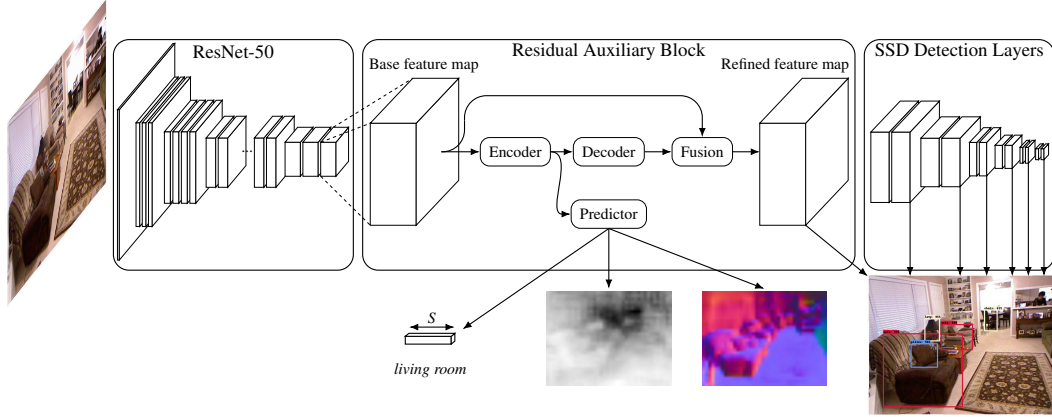 ResNet-50
Residual Auxiliary Block
SSD Detection Layers
Base feature map
Refined feature map
Encoder
Decoder
Fusion
Predictor
S
living room